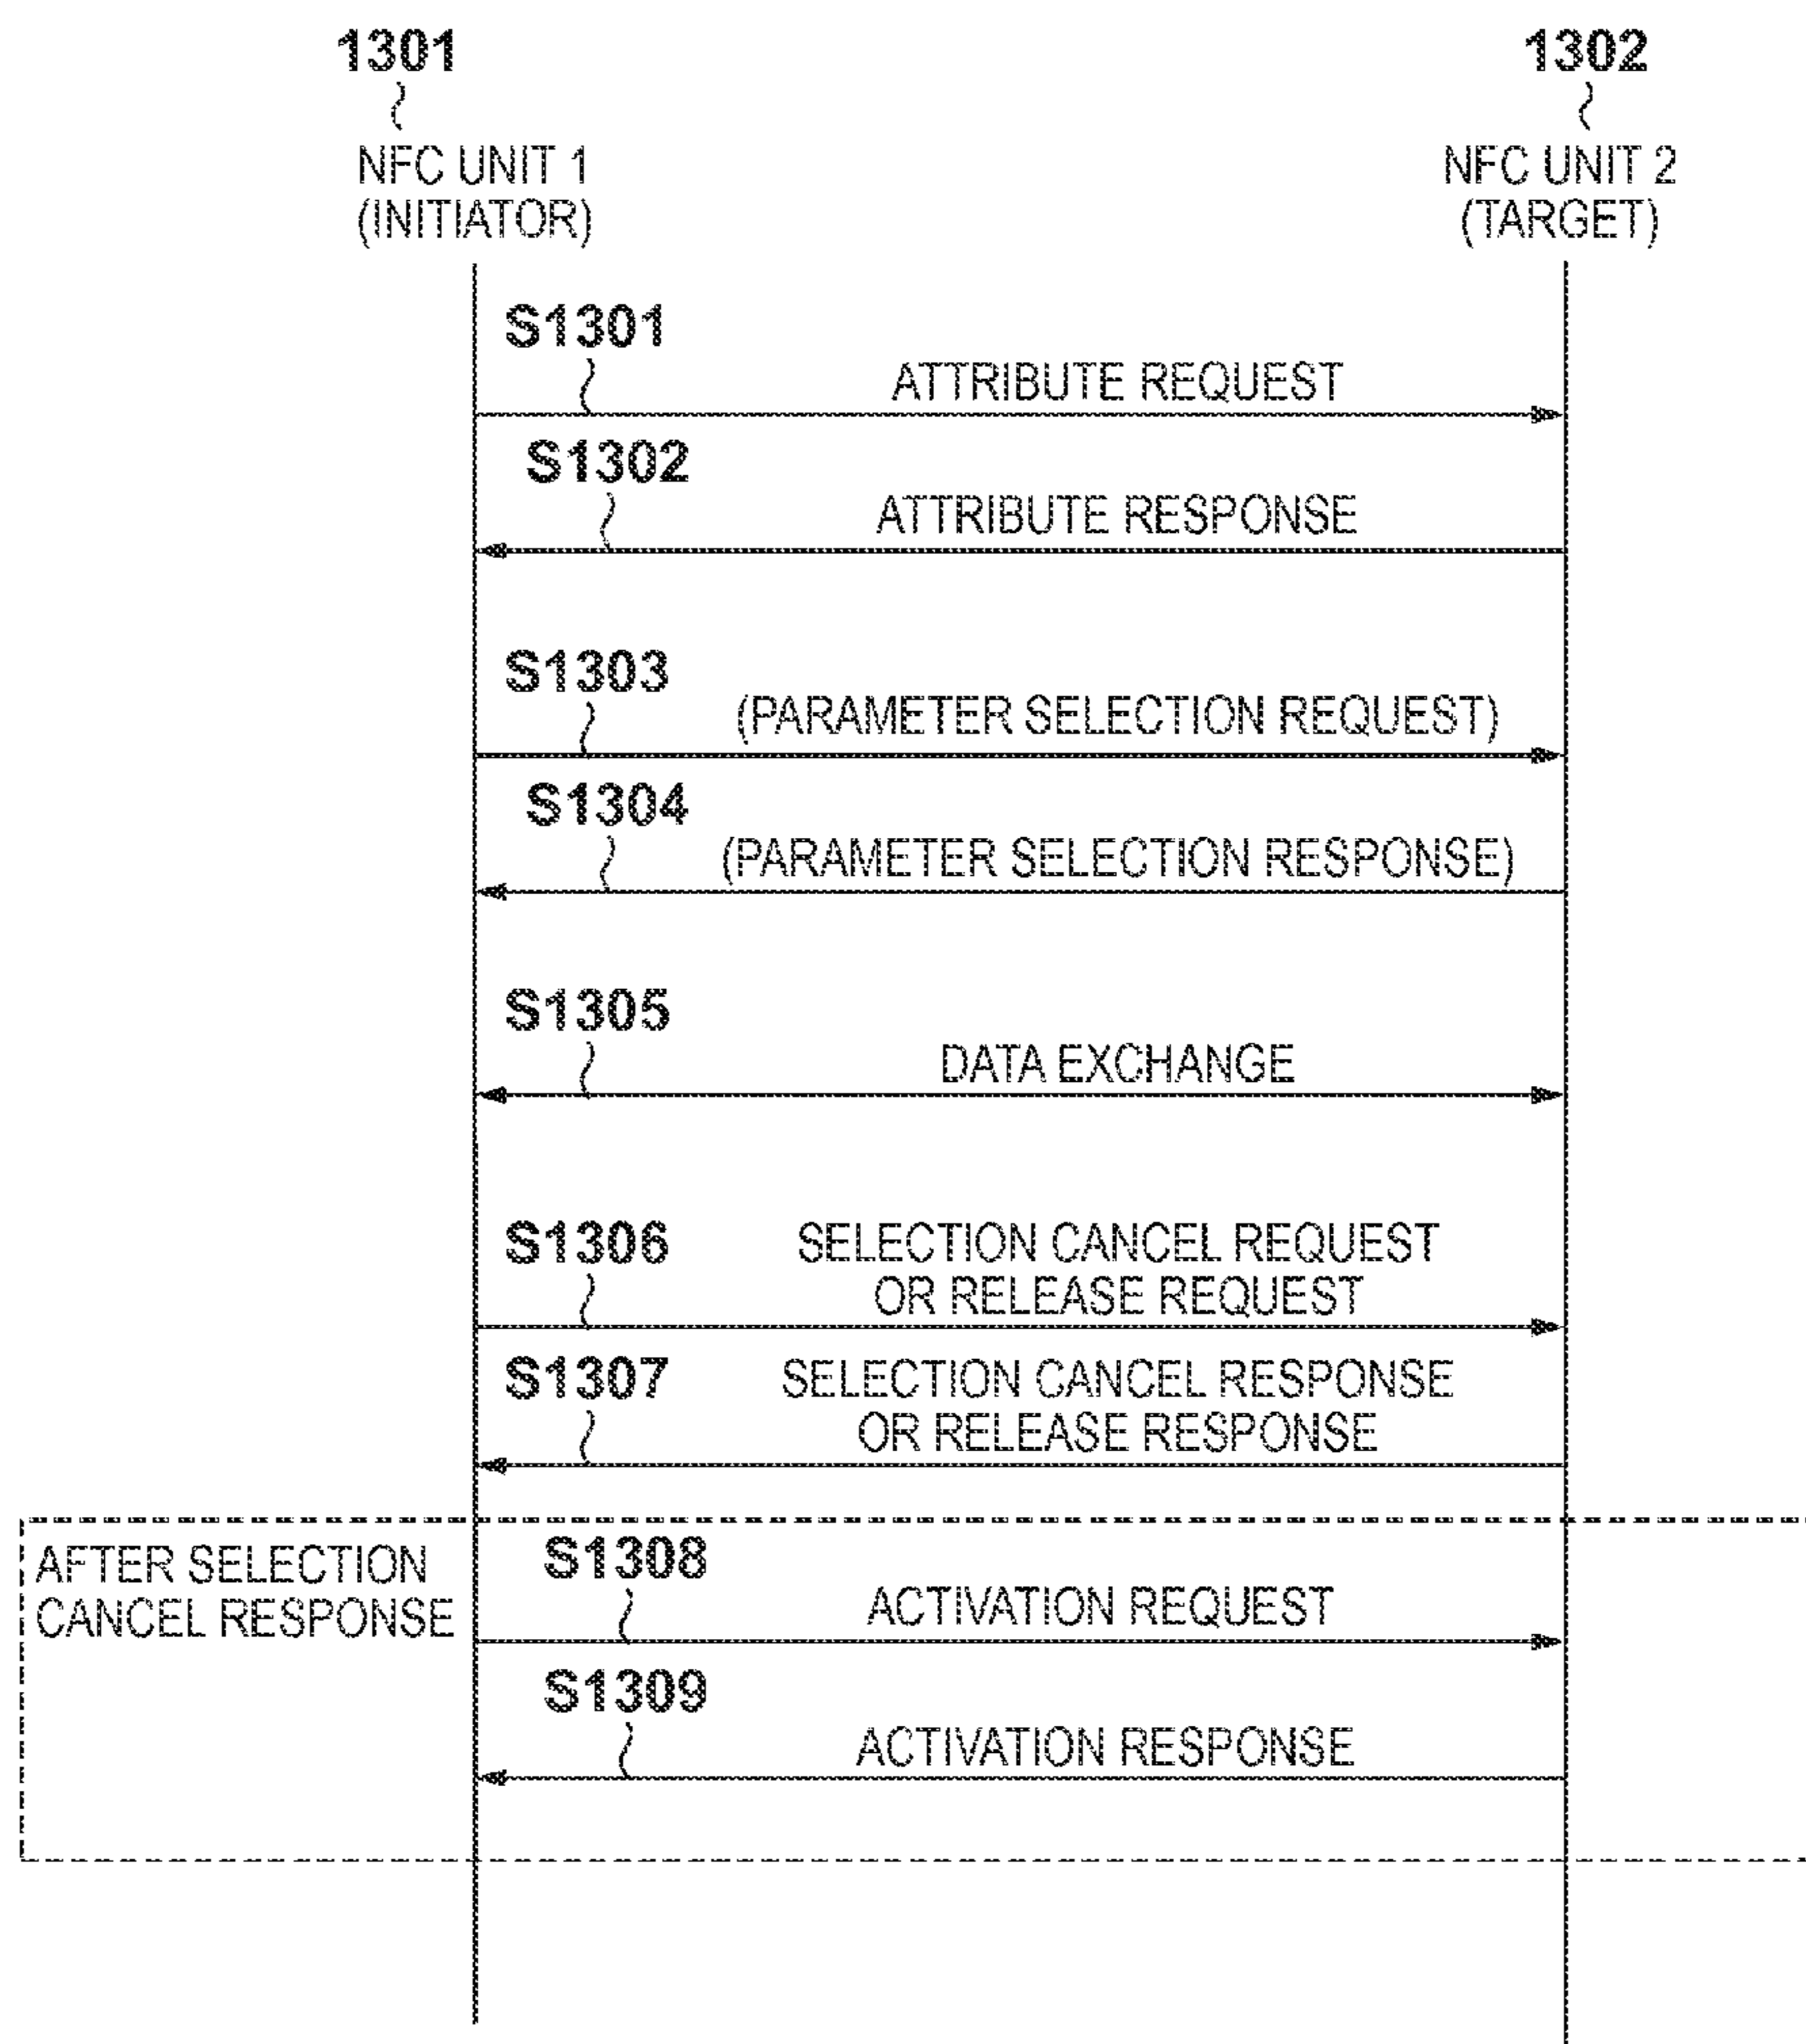 1301
1302
NFC UNIT 1
(INITIATOR)
NFC UNIT 2
(TARGET)
S1301
ATTRIBUTE REQUEST
S1302
ATTRIBUTE RESPONSE
S1303
(PARAMETER SELECTION REQUEST)
S1304
(PARAMETER SELECTION RESPONSE)
S1305
DATA EXCHANGE
S1306
SELECTION CANCEL REQUEST
OR RELEASE REQUEST
S1307
SELECTION CANCEL RESPONSE
OR RELEASE RESPONSE
AFTER SELECTION
CANCEL RESPONSE
S1308
ACTIVATION REQUEST
S1309
ACTIVATION RESPONSE